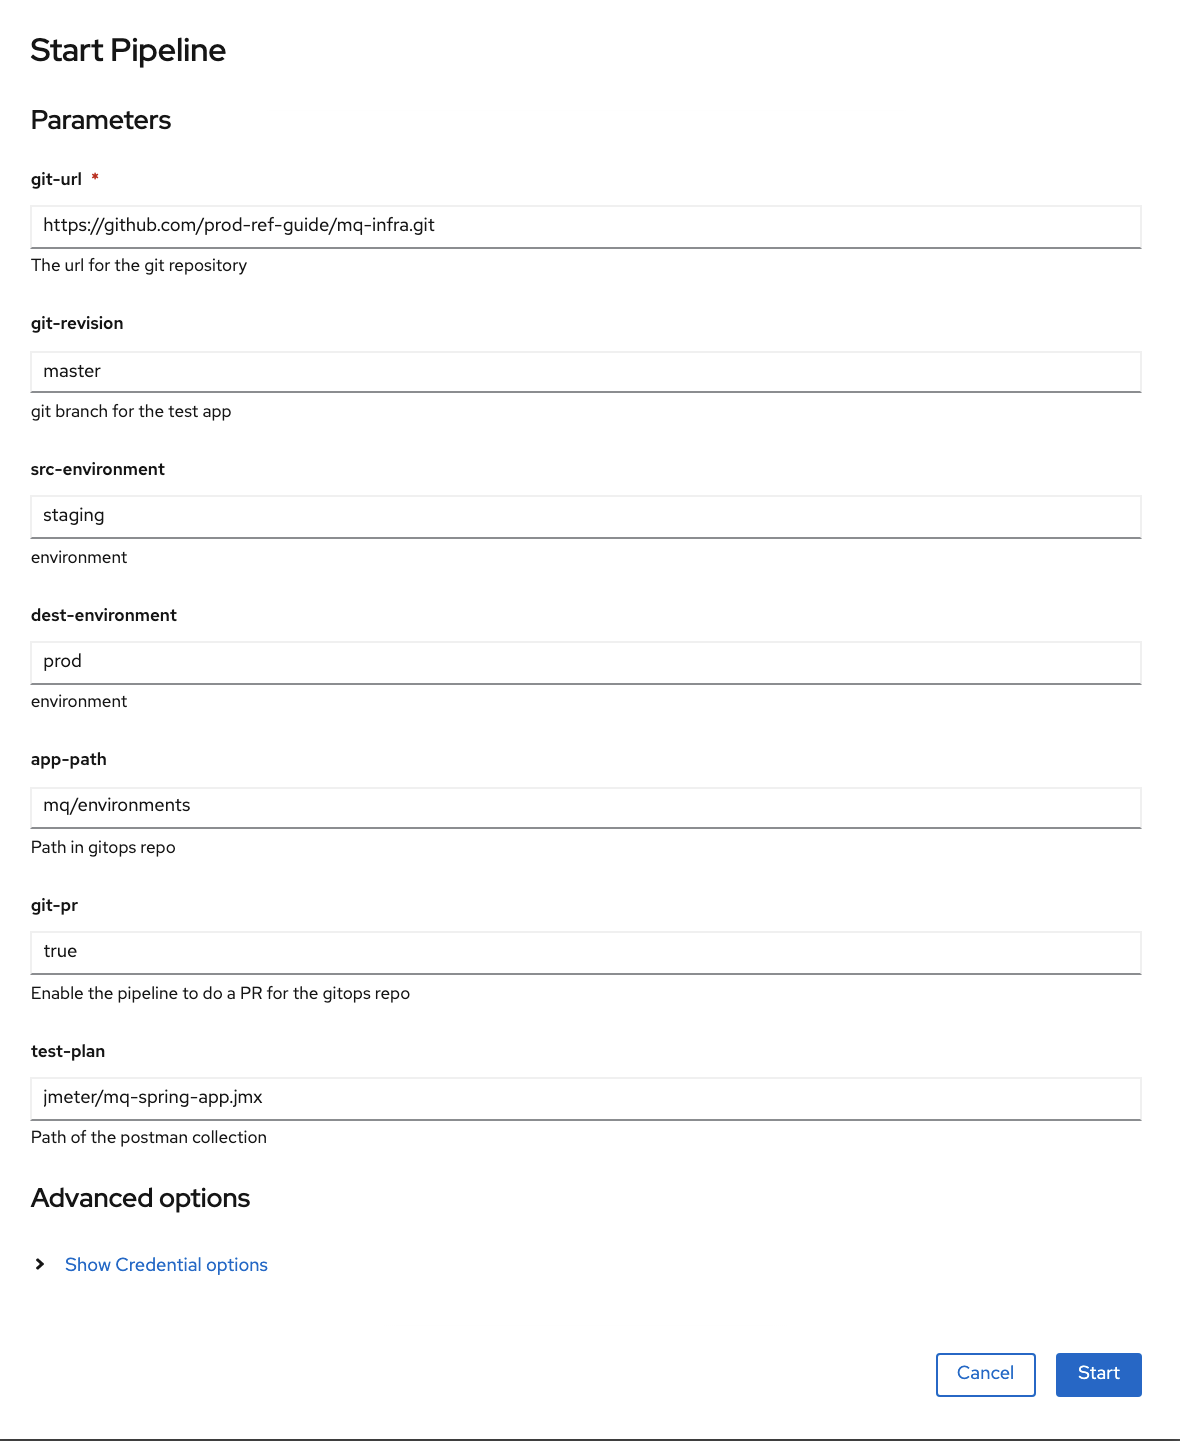 Start Pipeline
Parameters
git-url *
https://github.com/prod-ref-guide/mq-infra.git
The url for the git repository
git-revision
master
git branch for the test app
src-environment
staging
environment
dest-environment
prod
environment
app-path
mq/environments
Path in gitops repo
git-pr
true
Enable the pipeline to do a PR for the gitops repo
test-plan
jmeter/mq-spring-app.jmx
Path of the postman collection
Advanced options
Show Credential options
Cancel Start